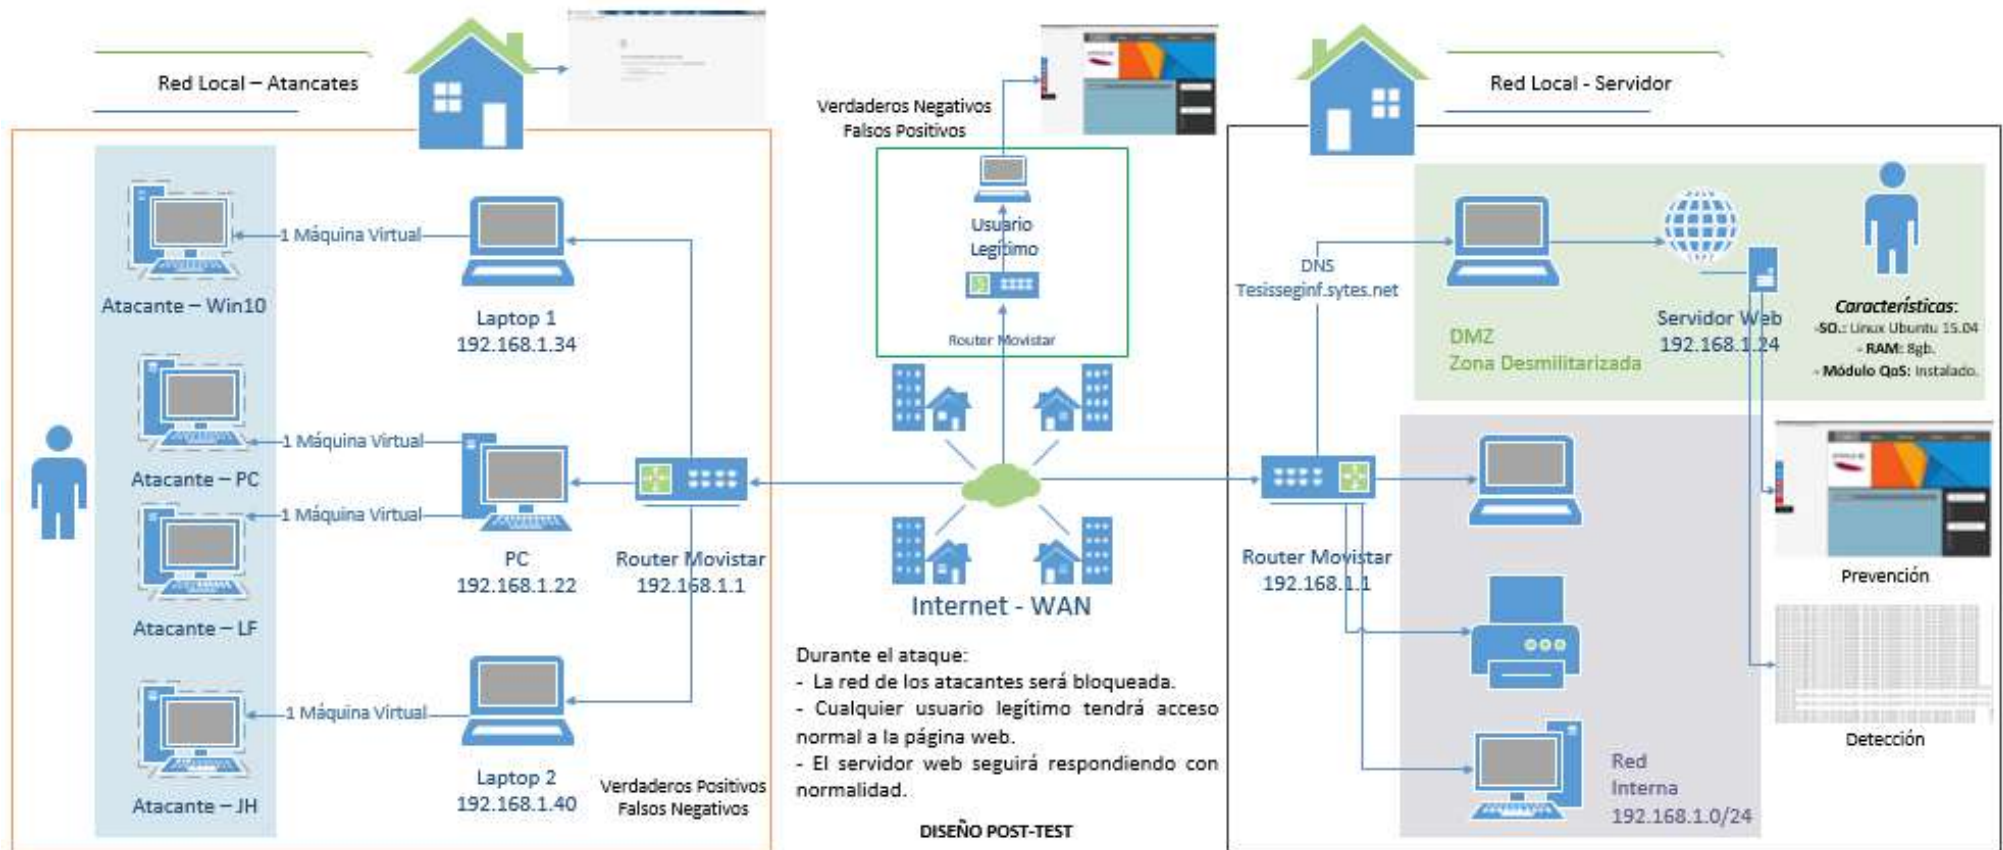 Red Local – Atancates
Atacante – Win10
Atacante – PC
Atacante – LF
Atacante – JH
1 Máquina Virtual
1 Máquina Virtual
1 Máquina Virtual
1 Máquina Virtual
Laptop 1
192.168.1.34
PC
192.168.1.22
Laptop 2
192.168.1.40
Router Movistar
192.168.1.1
Verdaderos Positivos
Falsos Negativos
Verdaderos Negativos
Falsos Positivos
Usuario
Legítimo
Router Movistar
Internet - WAN
Durante el ataque:
- La red de los atacantes será bloqueada.
- Cualquier usuario legítimo tendrá acceso
normal a la página web.
- El servidor web seguirá respondiendo con
normalidad.
DISEÑO POST-TEST
Red Local - Servidor
DNS
Tesisseginf.sytes.net
Router Movistar
192.168.1.1
DMZ
Zona Desmilitarizada
Servidor Web
192.168.1.24
Características:
-SO.: Linux Ubuntu 15.04
- RAM: 8gb.
- Módulo QoS: Instalado.
Prevención
Detección
Red
Interna
192.168.1.0/24